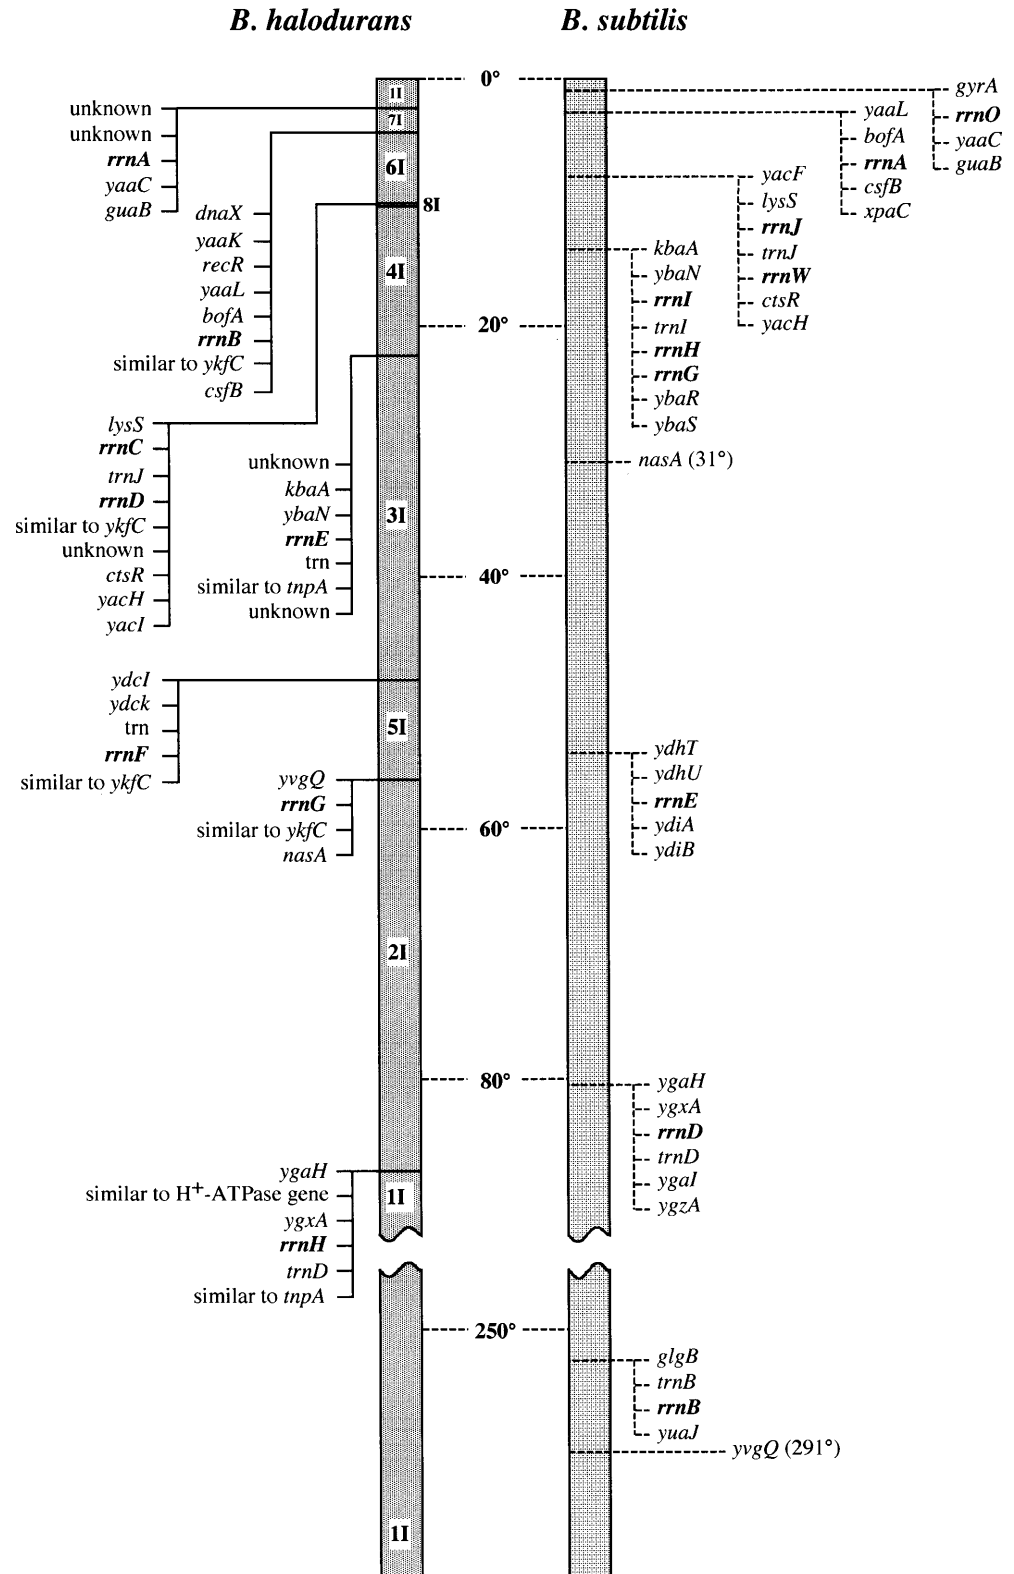 B. halodurans
B. subtilis
0°
1I
7I
6I
8I
4I
20°
3I
40°
5I
60°
2I
80°
1I
250°
1I
unknown
unknown
rrnA
yaaC
guaB
dnaX
yaaK
recR
yaaL
bofA
rrnB
similar to ykfC
csfB
lysS
rrnC
trnJ
rrnD
similar to ykfC
unknown
ctsR
yacH
yacI
unknown
kbaA
ybaN
rrnE
trn
similar to tnpA
unknown
ydcI
ydck
trn
rrnF
similar to ykfC
yvgQ
rrnG
similar to ykfC
nasA
ygaH
similar to H+-ATPase gene
ygxA
rrnH
trnD
similar to tnpA
gyrA
rrnO
yaaC
guaB
yaaL
bofA
rrnA
csfB
xpaC
yacF
lysS
rrnJ
trnJ
rrnW
ctsR
yacH
kbaA
ybaN
rrnI
trnI
rrnH
rrnG
ybaR
ybaS
nasA (31°)
ydhT
ydhU
rrnE
ydiA
ydiB
ygaH
ygxA
rrnD
trnD
ygaI
ygzA
glgB
trnB
rrnB
yuaJ
yvgQ (291°)